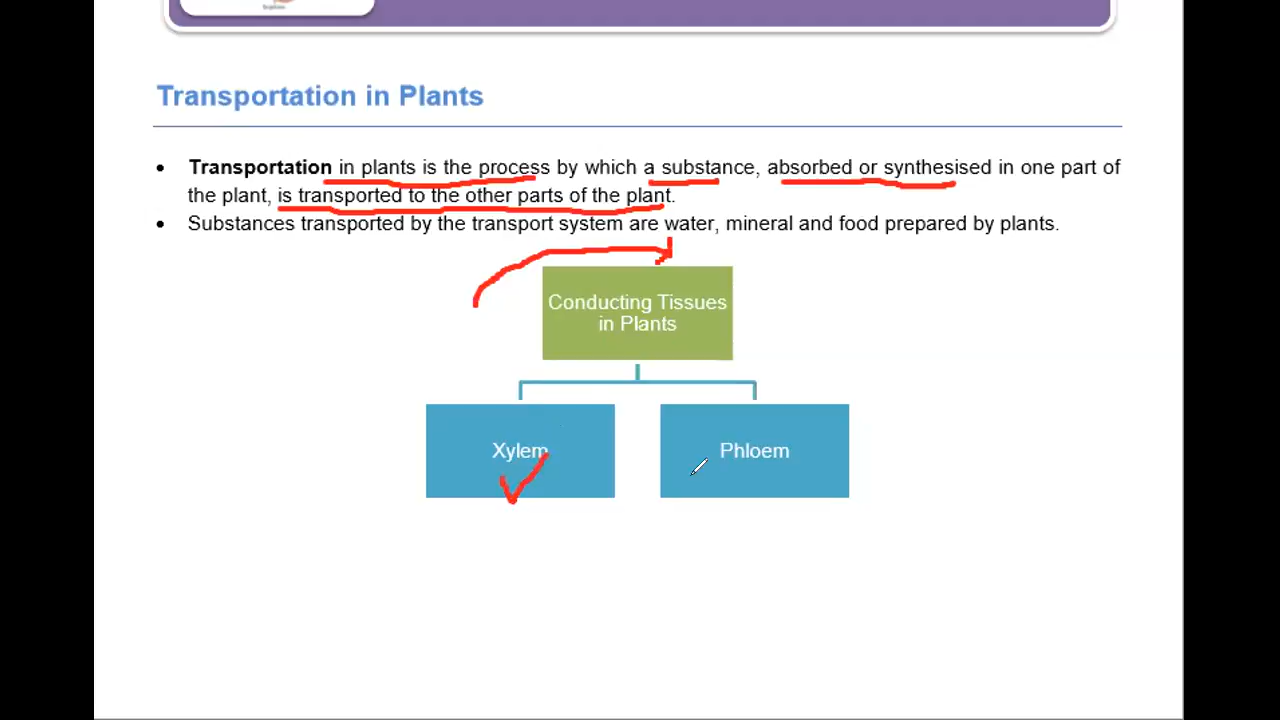 Transportation in Plants
Transportation in plants is the process by which a substance, absorbed or synthesised in one part of
the plant, is transported to the other parts of the plant.
Substances transported by the transport system are water, mineral and food prepared by plants.
Conducting Tissues
in Plants
Xylem
Phloem